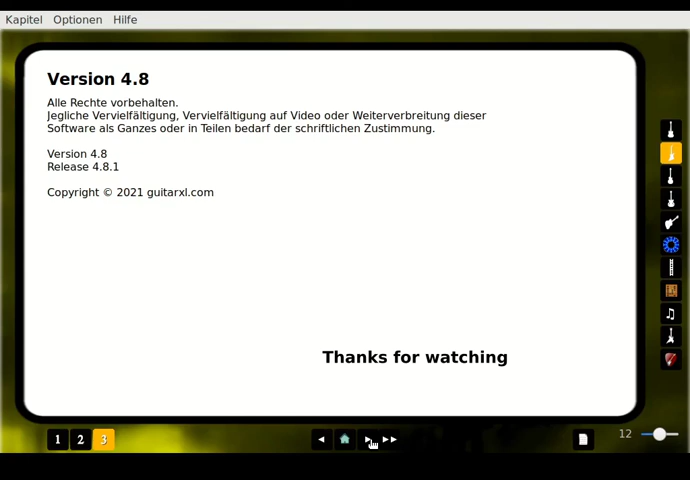 Kapitel Optionen Hilfe
Version 4.8
Alle Rechte vorbehalten.
Jegliche Vervielfältigung, Vervielfältigung auf Video oder Weiterverbreitung dieser
Software als Ganzes oder in Teilen bedarf der schriftlichen Zustimmung.
Version 4.8
Release 4.8.1
Copyright © 2021 guitarxl.com
Thanks for watching
1 2 3
12